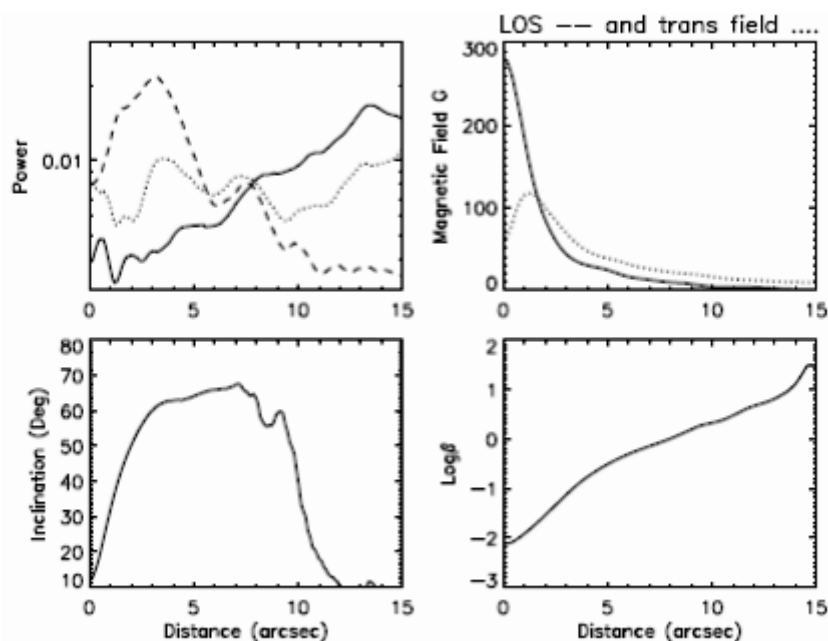 LOS —— and trans field ....
Power
0.01
0 5 10 15
Magnetic Field G
300
200
100
0
0 5 10 15
Inclination (Deg)
80
70
60
50
40
30
20
10
0 5 10 15
Distance (arcsec)
Logβ
2
1
0
−1
−2
−3
0 5 10 15
Distance (arcsec)